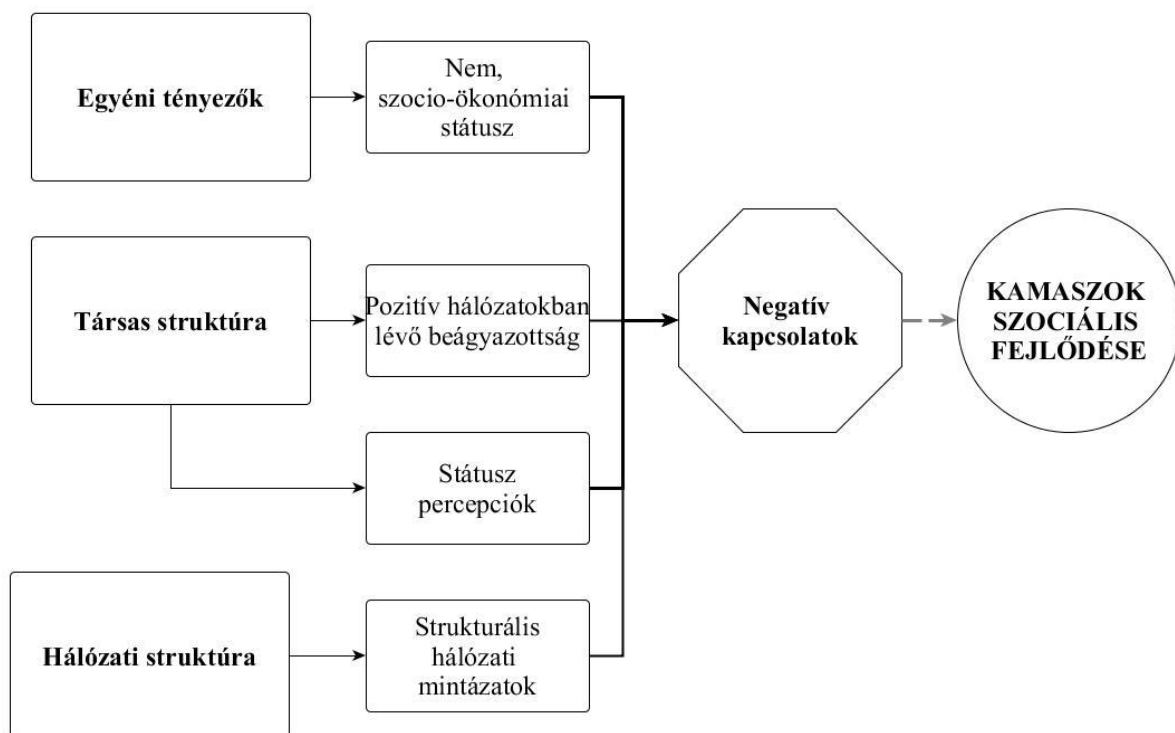 Egyéni tényezők
Nem,
szocio-ökonómiai
státusz
Társas struktúra
Pozitív hálózatokban
lévő beágyazottság
Negatív
kapcsolatok
KAMASZOK
SZOCIÁLIS
FEJLŐDÉSE
Státusz
percepciók
Hálózati struktúra
Strukturális
hálózati
mintázatok